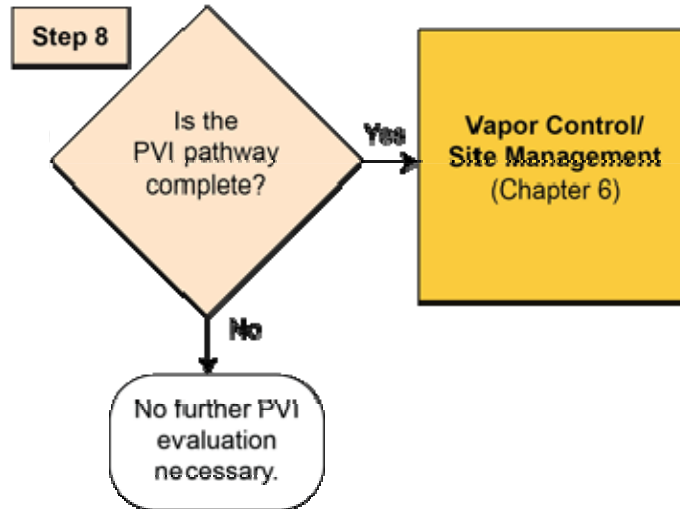 Step 8
Is the
PVI pathway
complete?
Yes
Vapor Control/
Site Management
(Chapter 6)
No
No further PVI
evaluation
necessary.